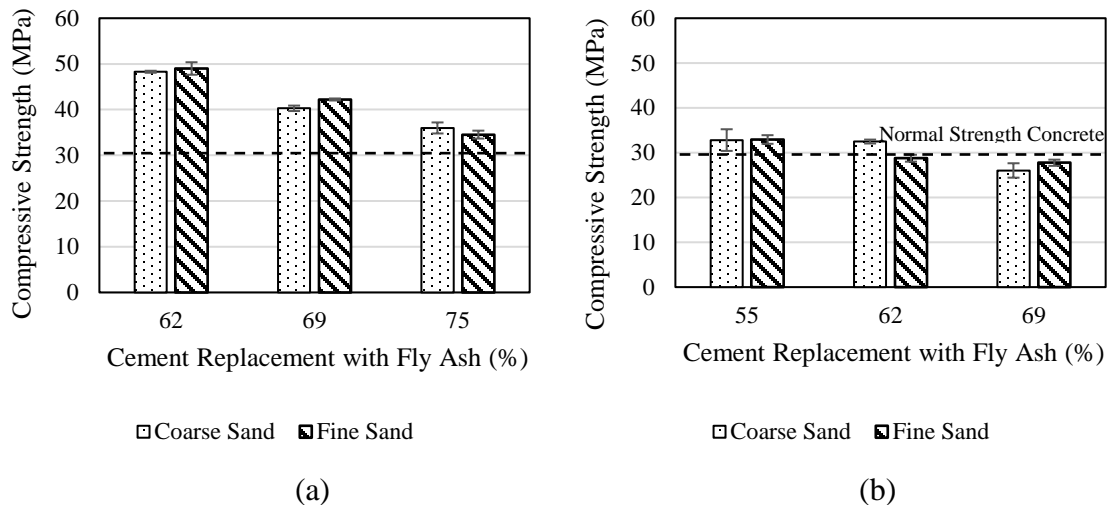 60
50
40
30
20
10
0
Compressive Strength (MPa)
62 69 75
Cement Replacement with Fly Ash (%)
Coarse Sand Fine Sand
(a)
60
50
40
30
20
10
0
Compressive Strength (MPa)
Normal Strength Concrete
55 62 69
Cement Replacement with Fly Ash (%)
Coarse Sand Fine Sand
(b)